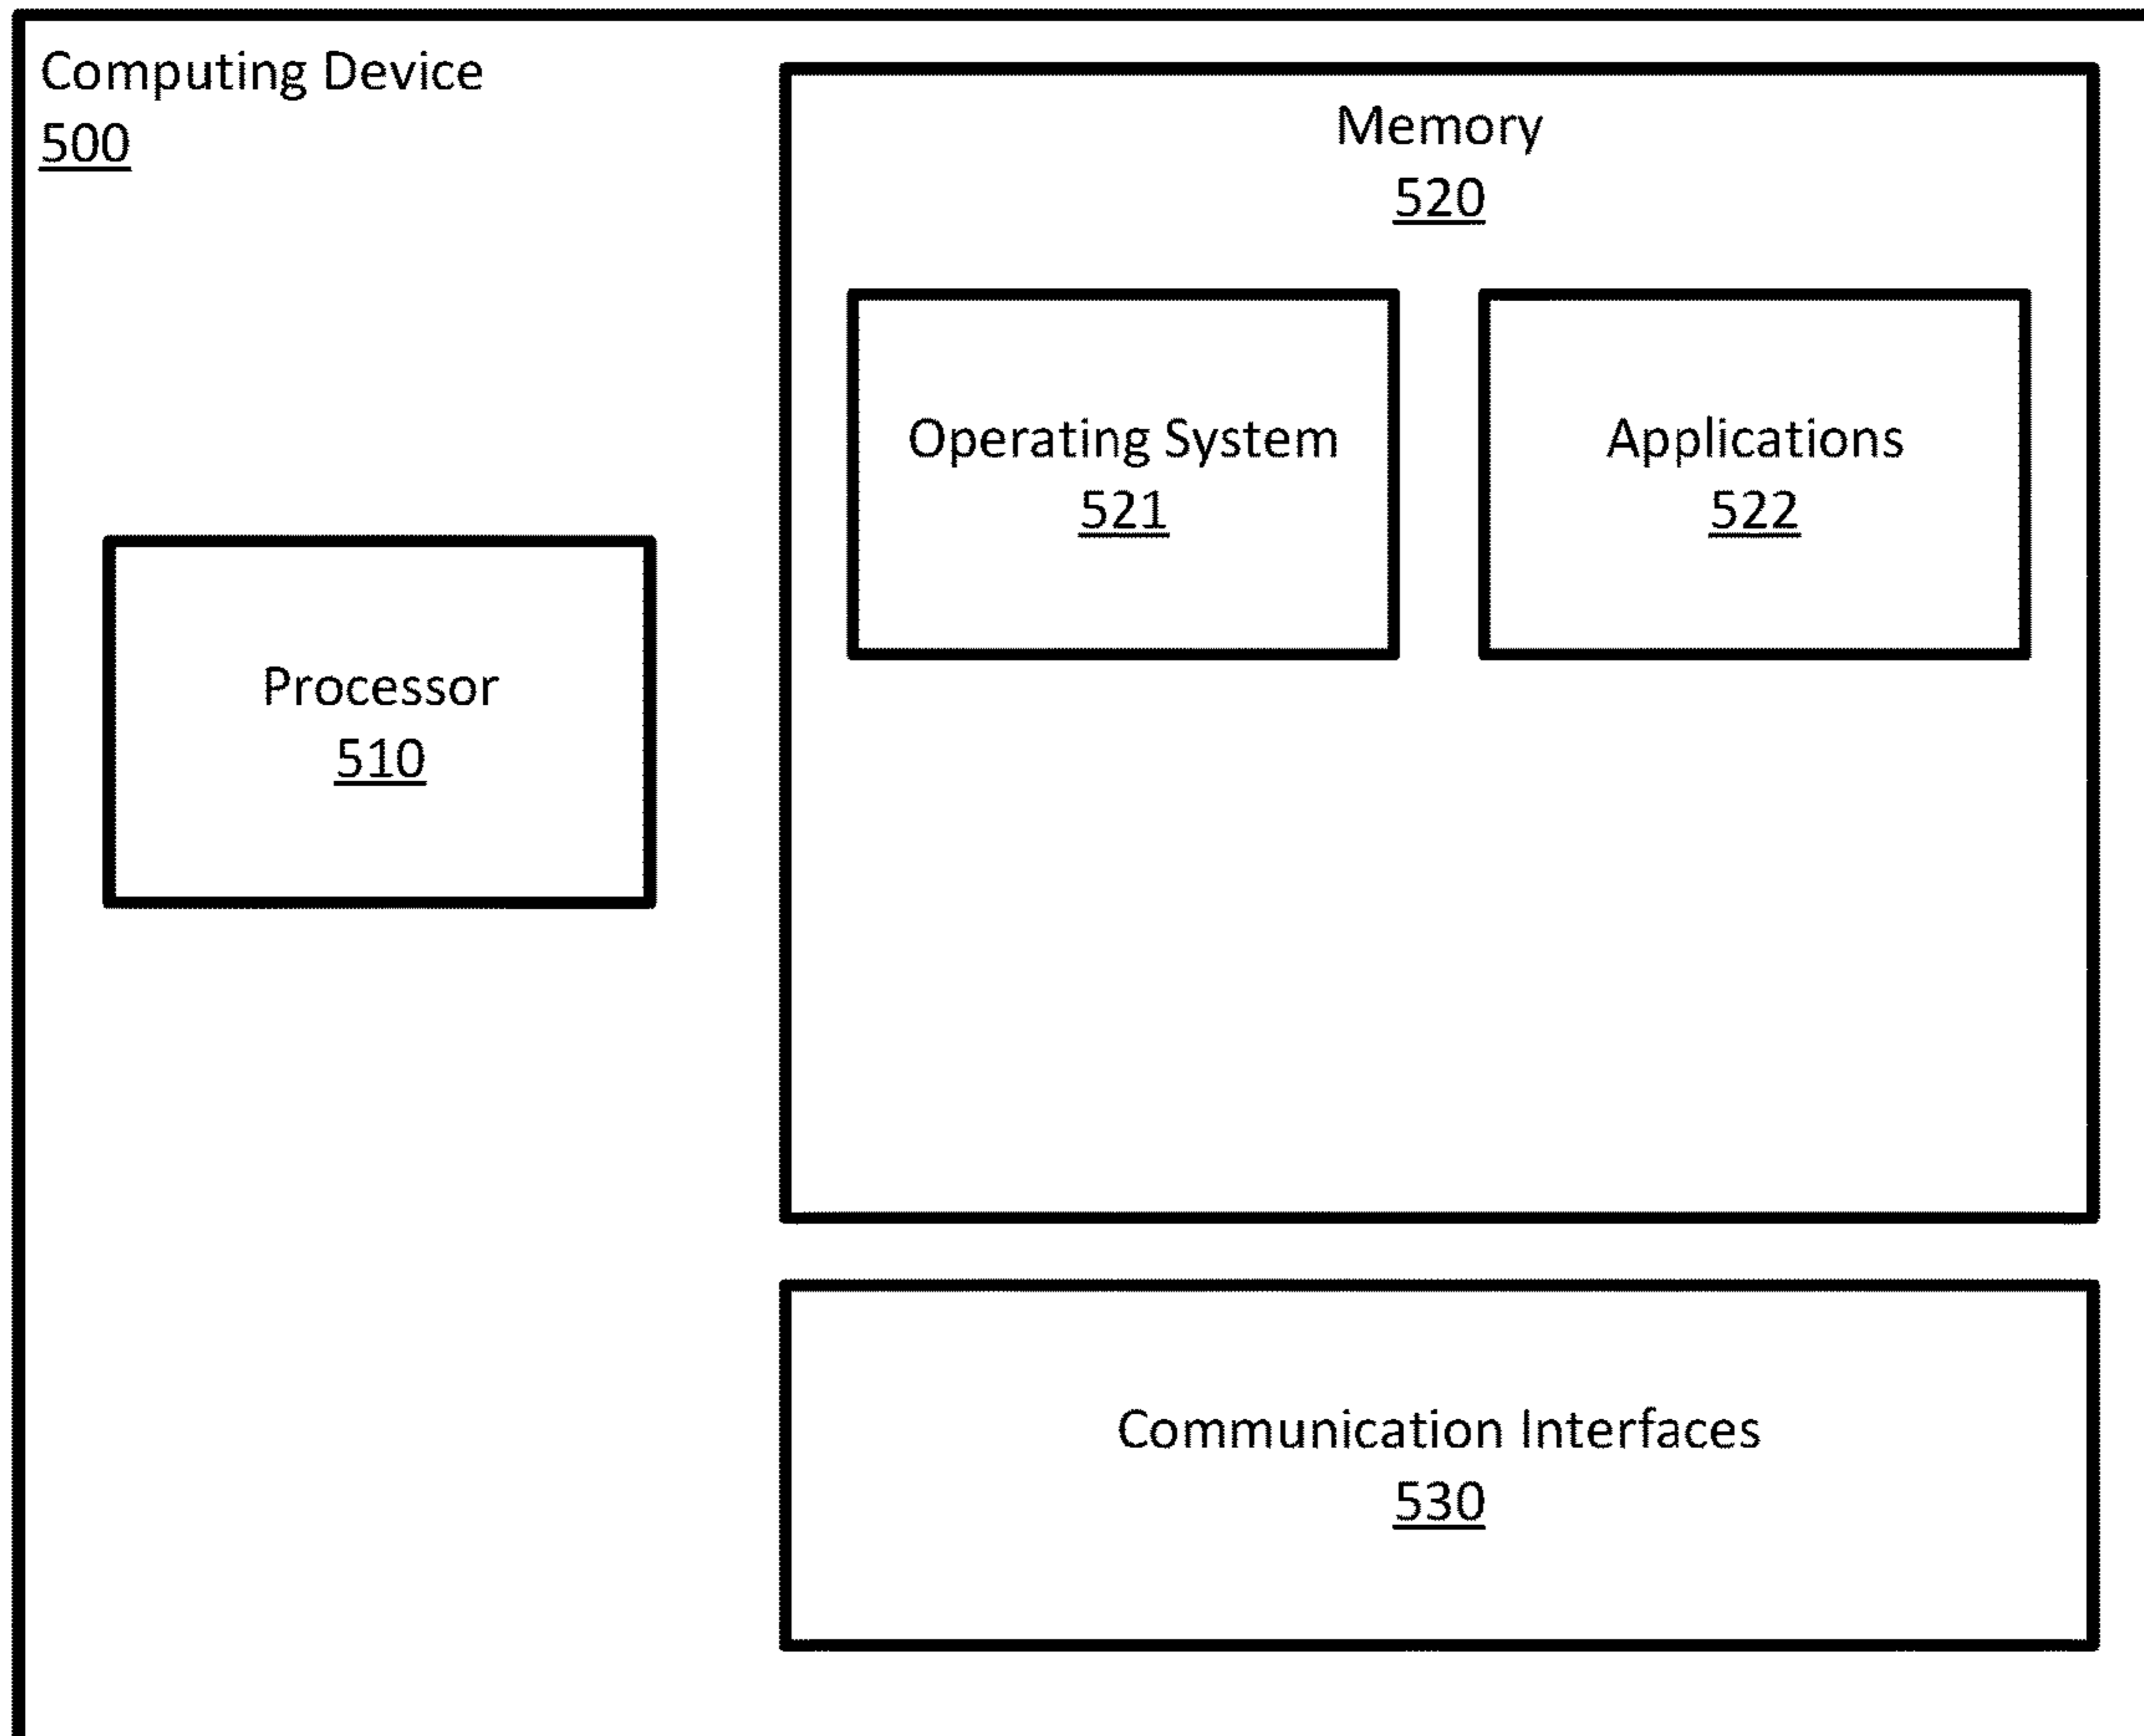 Computing Device
500
Memory
520
Operating System
521
Applications
522
Processor
510
Communication Interfaces
530